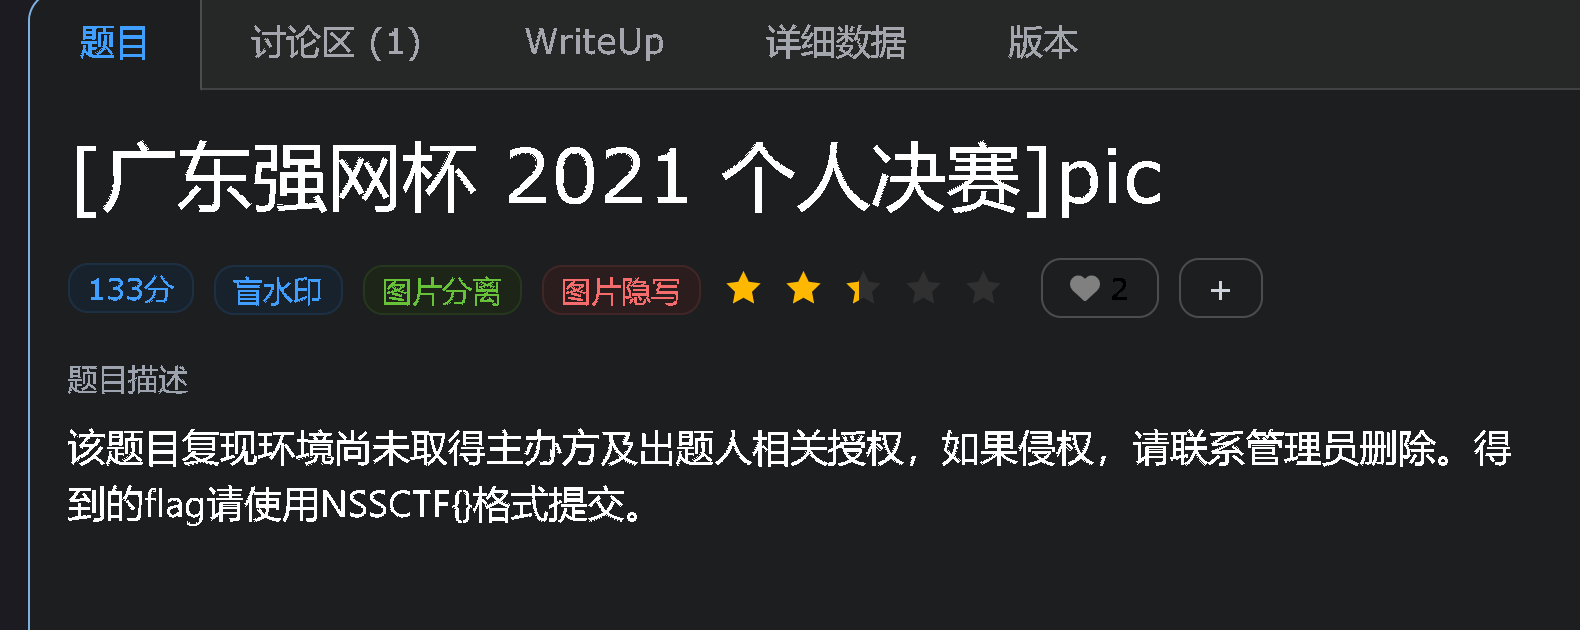 题目 讨论区 (1) WriteUp 详细数据 版本
[广东强网杯 2021 个人决赛]pic
133分 盲水印 图片分离 图片隐写 2 +
题目描述
该题目复现环境尚未取得主办方及出题人相关授权，如果侵权，请联系管理员删除。得
到的flag请使用NSSCTF{}格式提交。